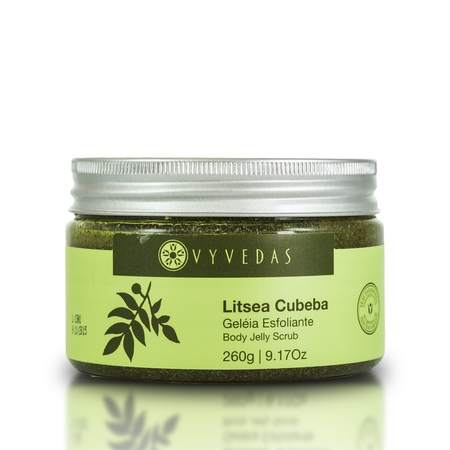 VYVEDAS
Litsea Cubeba
Geléia Esfoliante
Body Jelly Scrub
260g | 9.17Oz